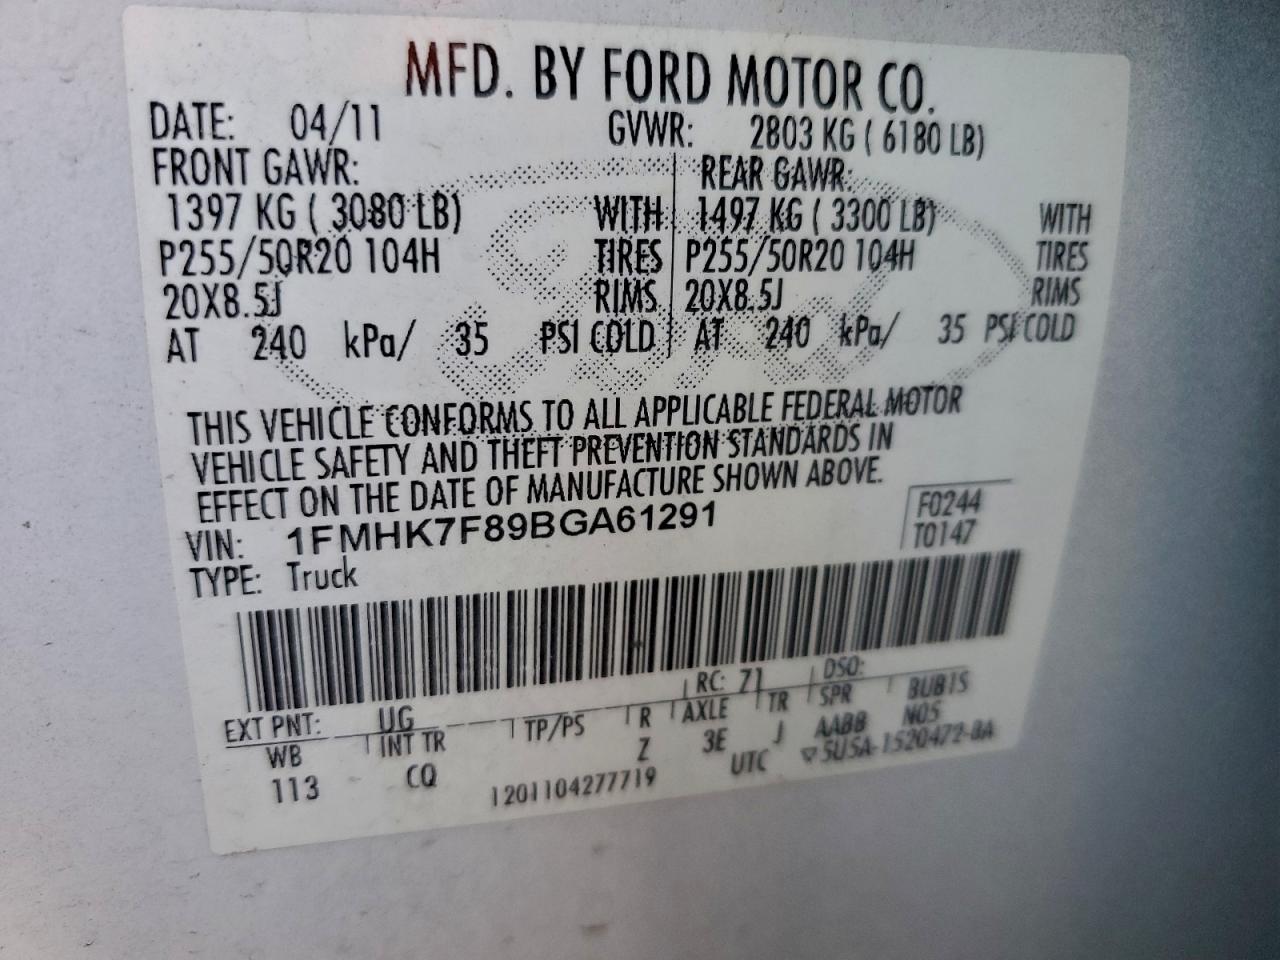 MFD. BY FORD MOTOR CO.
DATE: 04/11 GVWR: 2803 KG ( 6180 LB)
FRONT GAWR: REAR GAWR:
1397 KG ( 3080 LB) WITH 1497 KG ( 3300 LB) WITH
P255/50R20 104H TIRES P255/50R20 104H TIRES
20X8.5J RIMS 20X8.5J RIMS
AT 240 kPa/ 35 PSI COLD AT 240 kPa/ 35 PSI COLD
THIS VEHICLE CONFORMS TO ALL APPLICABLE FEDERAL MOTOR
VEHICLE SAFETY AND THEFT PREVENTION STANDARDS IN
EFFECT ON THE DATE OF MANUFACTURE SHOWN ABOVE.
VIN: 1FMHK7F89BGA61291
F0244
T0147
TYPE: Truck
EXT PNT: UG RC: 71 DSO:
WB INT TR TP/PS R AXLE TR SPR BUB1S
113 CQ Z 3E J AABB N05
1201104277719 UTC ▽5U5A-1520472-BA